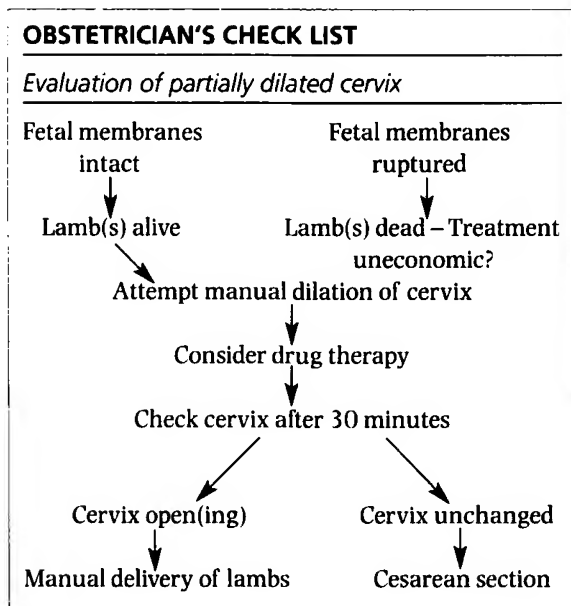 OBSTETRICIAN'S CHECK LIST
Evaluation of partially dilated cervix
Fetal membranes intact
Fetal membranes ruptured
Lamb(s) alive
Lamb(s) dead – Treatment uneconomic?
Attempt manual dilation of cervix
Consider drug therapy
Check cervix after 30 minutes
Cervix open(ing)
Cervix unchanged
Manual delivery of lambs
Cesarean section